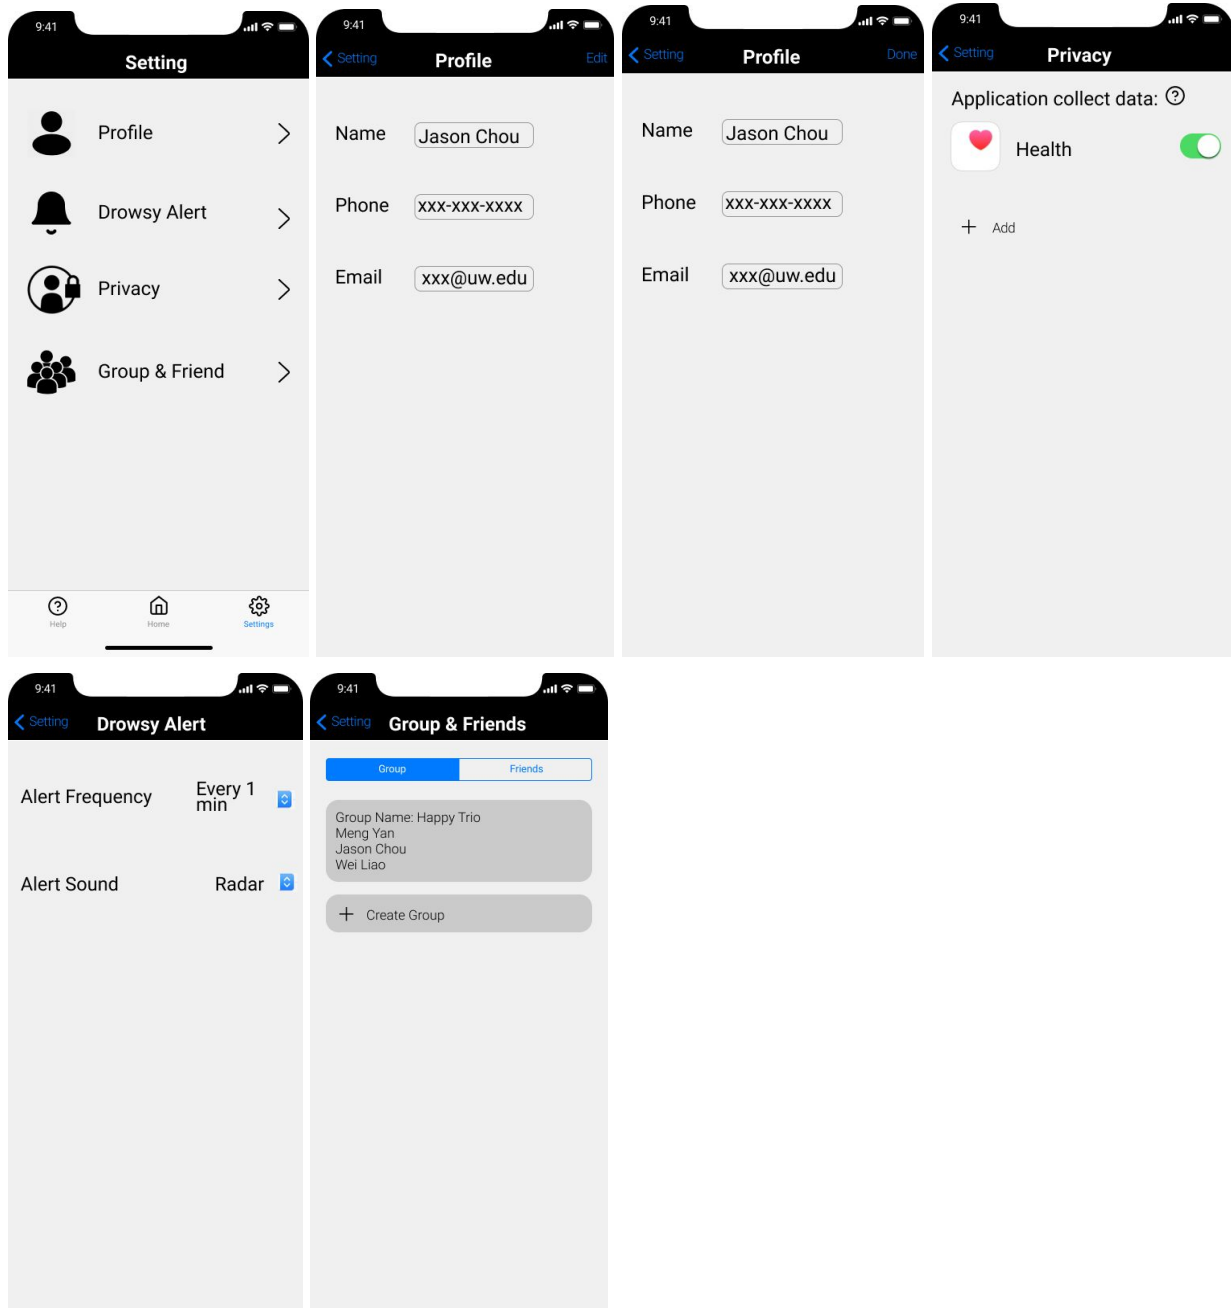 9:41
Setting
Profile
Drowsy Alert
Privacy
Group & Friend
Help
Home
Settings
9:41
Setting
Profile
Edit
Name
Jason Chou
Phone
xxx-xxx-xxxx
Email
xxx@uw.edu
9:41
Setting
Profile
Done
Name
Jason Chou
Phone
xxx-xxx-xxxx
Email
xxx@uw.edu
9:41
Setting
Privacy
Application collect data:
Health
Add
9:41
Setting
Drowsy Alert
Alert Frequency
Every 1
min
Alert Sound
Radar
9:41
Setting
Group & Friends
Group
Friends
Group Name: Happy Trio
Meng Yan
Jason Chou
Wei Liao
Create Group